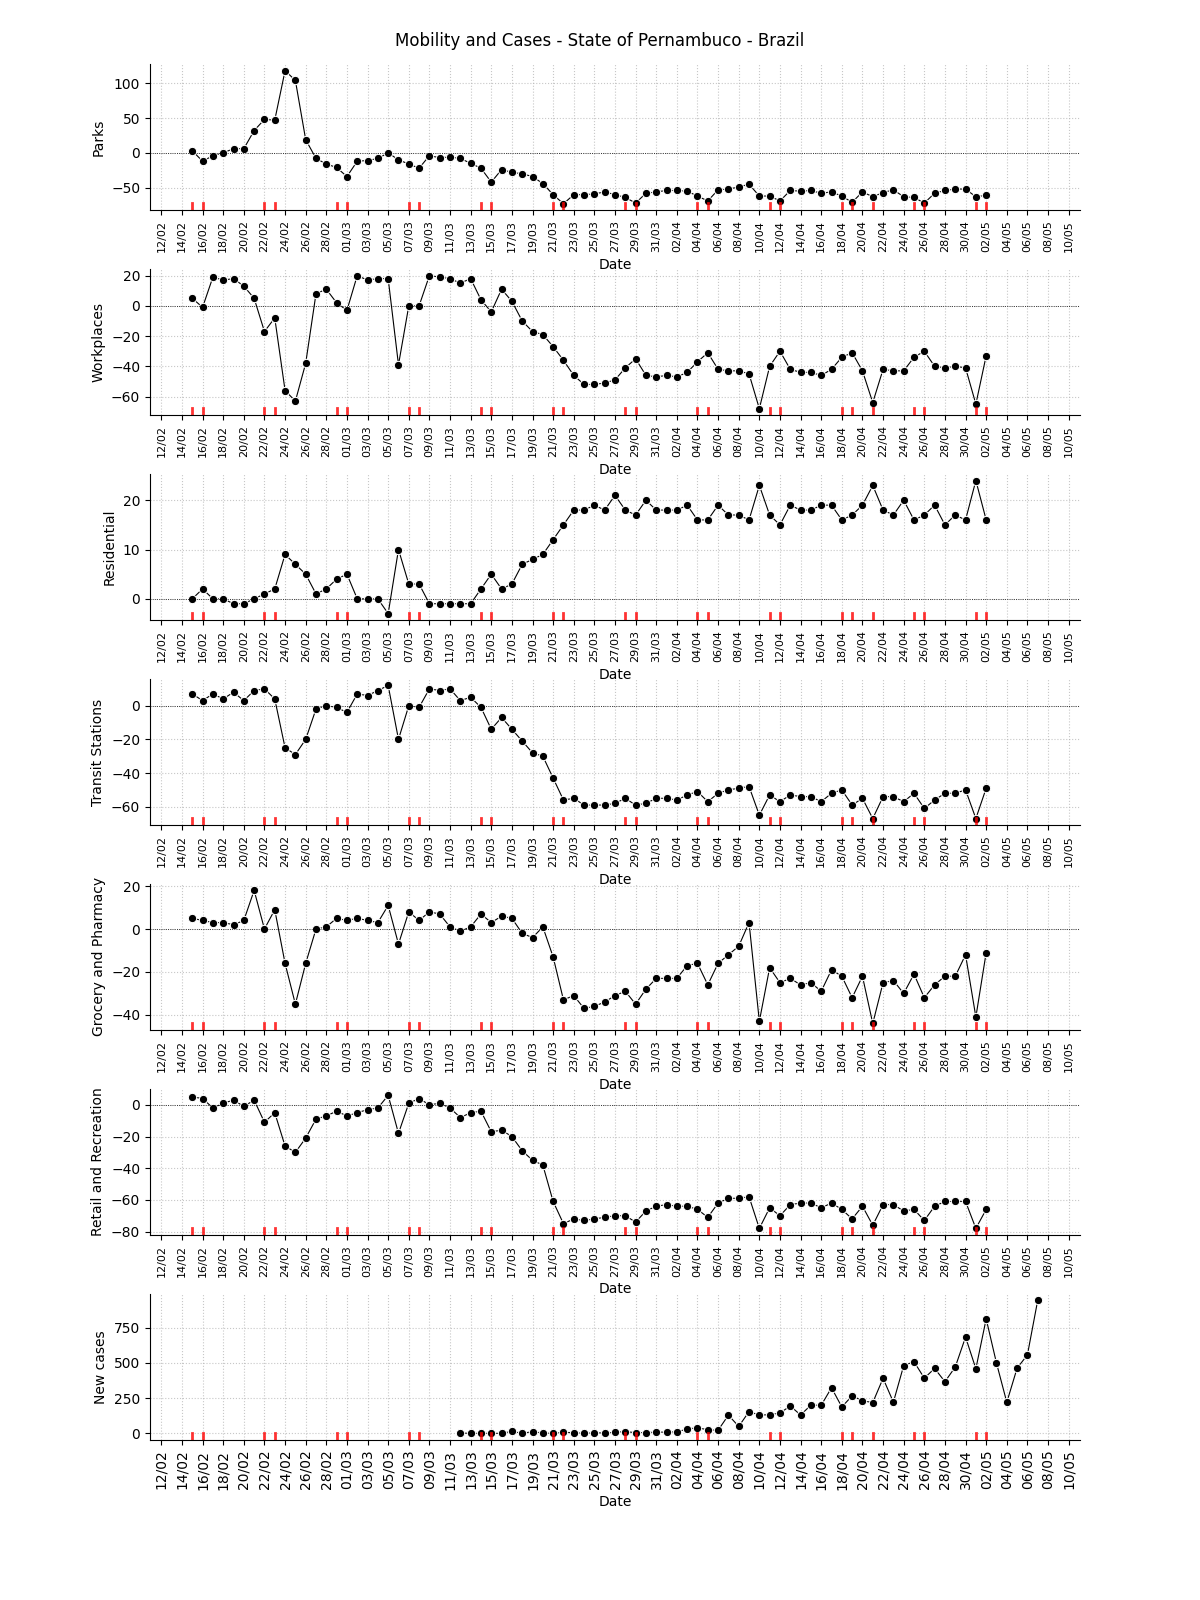 Mobility and Cases - State of Pernambuco - Brazil
Parks
100
50
0
−50
12/02 14/02 16/02 18/02 20/02 22/02 24/02 26/02 28/02 01/03 03/03 05/03 07/03 09/03 11/03 13/03 15/03 17/03 19/03 21/03 23/03 25/03 27/03 29/03 31/03 02/04 04/04 06/04 08/04 10/04 12/04 14/04 16/04 18/04 20/04 22/04 24/04 26/04 28/04 30/04 02/05 04/05 06/05 08/05 10/05
Date
Workplaces
20
0
−20
−40
−60
12/02 14/02 16/02 18/02 20/02 22/02 24/02 26/02 28/02 01/03 03/03 05/03 07/03 09/03 11/03 13/03 15/03 17/03 19/03 21/03 23/03 25/03 27/03 29/03 31/03 02/04 04/04 06/04 08/04 10/04 12/04 14/04 16/04 18/04 20/04 22/04 24/04 26/04 28/04 30/04 02/05 04/05 06/05 08/05 10/05
Date
Residential
20
10
0
12/02 14/02 16/02 18/02 20/02 22/02 24/02 26/02 28/02 01/03 03/03 05/03 07/03 09/03 11/03 13/03 15/03 17/03 19/03 21/03 23/03 25/03 27/03 29/03 31/03 02/04 04/04 06/04 08/04 10/04 12/04 14/04 16/04 18/04 20/04 22/04 24/04 26/04 28/04 30/04 02/05 04/05 06/05 08/05 10/05
Date
Transit Stations
0
−20
−40
−60
12/02 14/02 16/02 18/02 20/02 22/02 24/02 26/02 28/02 01/03 03/03 05/03 07/03 09/03 11/03 13/03 15/03 17/03 19/03 21/03 23/03 25/03 27/03 29/03 31/03 02/04 04/04 06/04 08/04 10/04 12/04 14/04 16/04 18/04 20/04 22/04 24/04 26/04 28/04 30/04 02/05 04/05 06/05 08/05 10/05
Date
Grocery and Pharmacy
20
0
−20
−40
12/02 14/02 16/02 18/02 20/02 22/02 24/02 26/02 28/02 01/03 03/03 05/03 07/03 09/03 11/03 13/03 15/03 17/03 19/03 21/03 23/03 25/03 27/03 29/03 31/03 02/04 04/04 06/04 08/04 10/04 12/04 14/04 16/04 18/04 20/04 22/04 24/04 26/04 28/04 30/04 02/05 04/05 06/05 08/05 10/05
Date
Retail and Recreation
0
−20
−40
−60
−80
12/02 14/02 16/02 18/02 20/02 22/02 24/02 26/02 28/02 01/03 03/03 05/03 07/03 09/03 11/03 13/03 15/03 17/03 19/03 21/03 23/03 25/03 27/03 29/03 31/03 02/04 04/04 06/04 08/04 10/04 12/04 14/04 16/04 18/04 20/04 22/04 24/04 26/04 28/04 30/04 02/05 04/05 06/05 08/05 10/05
Date
New cases
750
500
250
0
12/02 14/02 16/02 18/02 20/02 22/02 24/02 26/02 28/02 01/03 03/03 05/03 07/03 09/03 11/03 13/03 15/03 17/03 19/03 21/03 23/03 25/03 27/03 29/03 31/03 02/04 04/04 06/04 08/04 10/04 12/04 14/04 16/04 18/04 20/04 22/04 24/04 26/04 28/04 30/04 02/05 04/05 06/05 08/05 10/05
Date